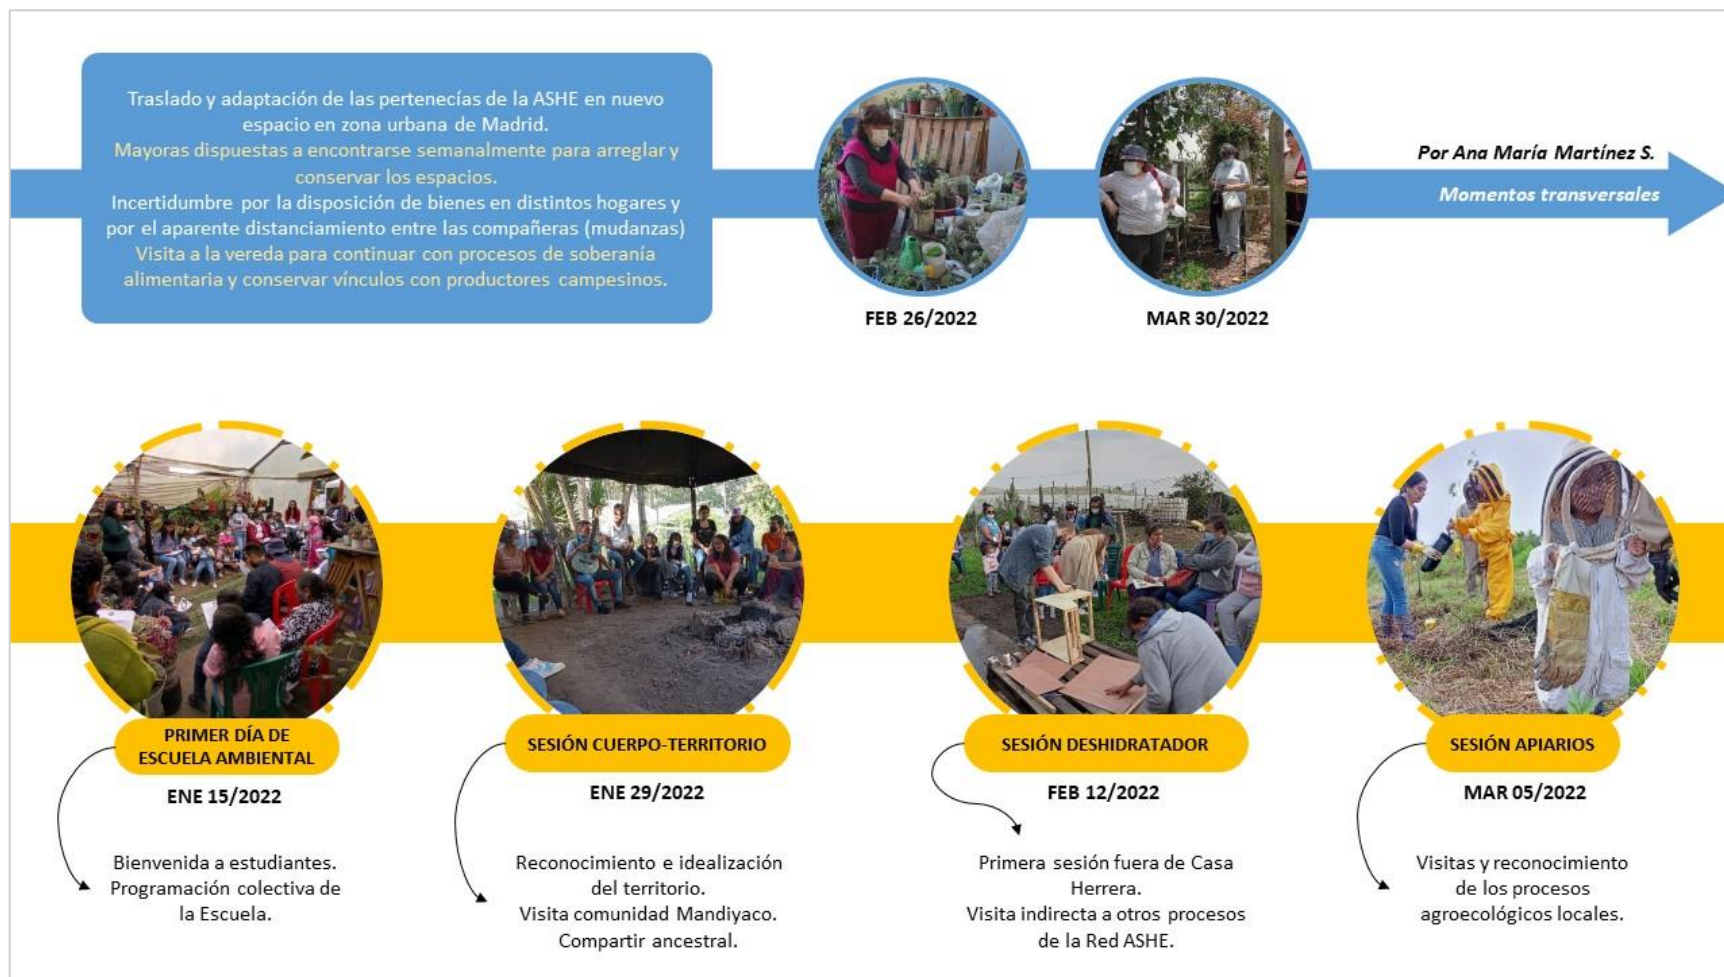 Traslado y adaptación de las pertenecías de la ASHE en nuevo
espacio en zona urbana de Madrid.
Mayoras dispuestas a encontrarse semanalmente para arreglar y
conservar los espacios.
Incertidumbre por la disposición de bienes en distintos hogares y
por el aparente distanciamiento entre las compañeras (mudanzas)
Visita a la vereda para continuar con procesos de soberanía
alimentaria y conservar vínculos con productores campesinos.
FEB 26/2022
MAR 30/2022
Por Ana María Martínez S.
Momentos transversales
PRIMER DÍA DE
ESCUELA AMBIENTAL
ENE 15/2022
Bienvenida a estudiantes.
Programación colectiva de
la Escuela.
SESIÓN CUERPO-TERRITORIO
ENE 29/2022
Reconocimiento e idealización
del territorio.
Visita comunidad Mandiyaco.
Compartir ancestral.
SESIÓN DESHIDRATADOR
FEB 12/2022
Primera sesión fuera de Casa
Herrera.
Visita indirecta a otros procesos
de la Red ASHE.
SESIÓN APIARIOS
MAR 05/2022
Visitas y reconocimiento
de los procesos
agroecológicos locales.